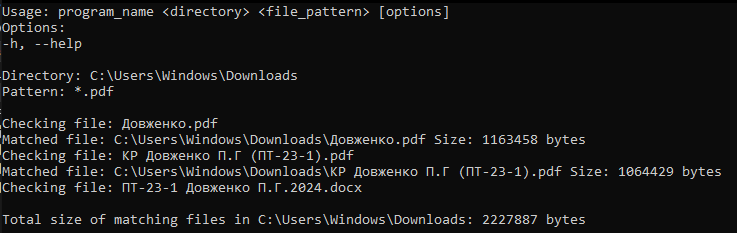 Usage: program_name <directory> <file_pattern> [options]
Options:
-h, --help
Directory: C:\Users\Windows\Downloads
Pattern: *.pdf
Checking file: Довженко.pdf
Matched file: C:\Users\Windows\Downloads\Довженко.pdf Size: 1163458 bytes
Checking file: КР Довженко П.Г (ПТ-23-1).pdf
Matched file: C:\Users\Windows\Downloads\КР Довженко П.Г (ПТ-23-1).pdf Size: 1064429 bytes
Checking file: ПТ-23-1 Довженко П.Г.2024.docx
Total size of matching files in C:\Users\Windows\Downloads: 2227887 bytes